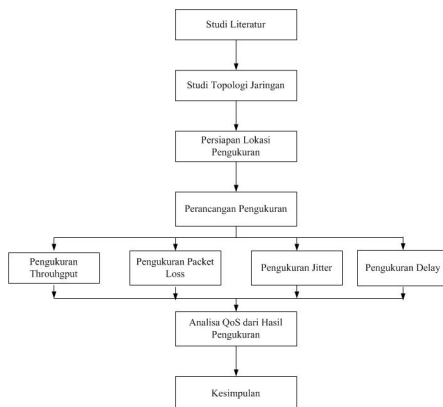 Studi Literatur
Studi Topologi Jaringan
Persiapan Lokasi
Pengukuran
Perancangan Pengukuran
Pengukuran
Throuhgput
Pengukuran Packet
Loss
Pengukuran Jitter
Pengukuran Delay
Analisa QoS dari Hasil
Pengukuran
Kesimpulan